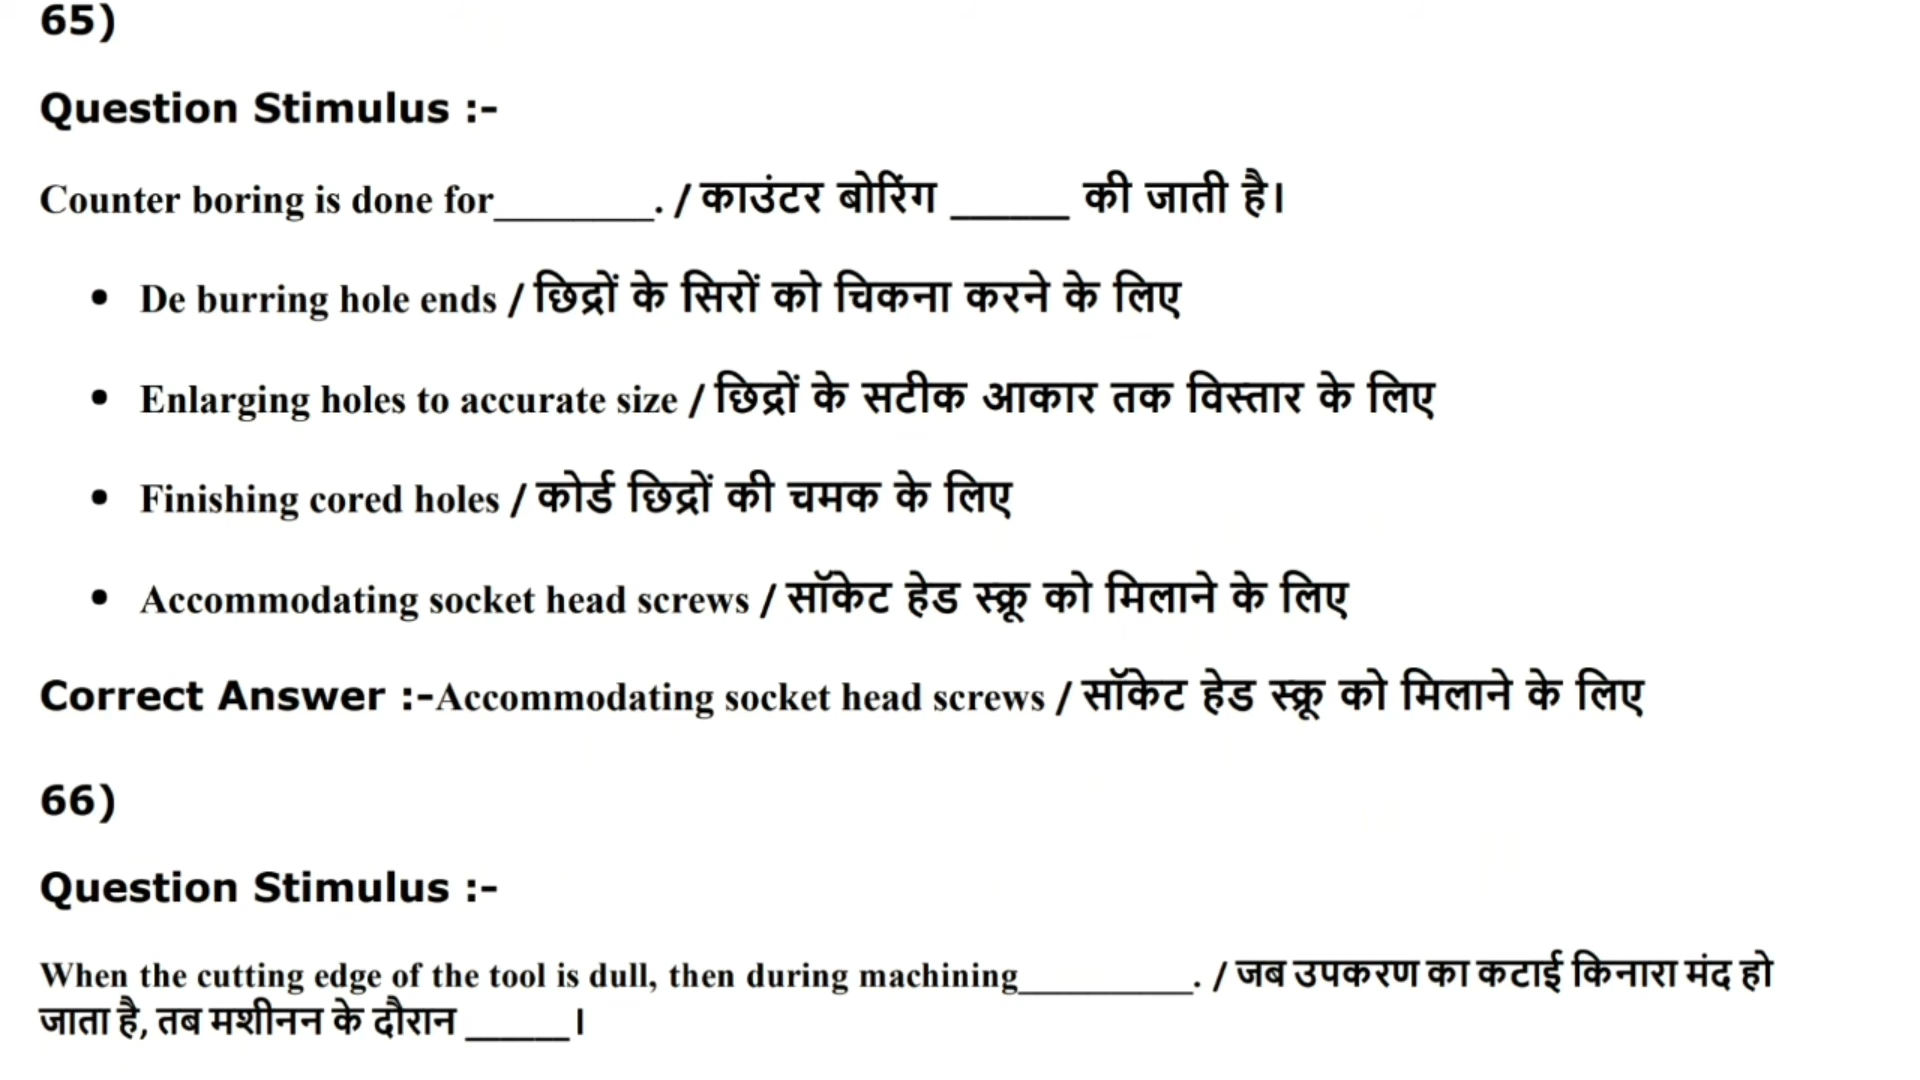 65)
Question Stimulus :-
Counter boring is done for________. / काउंटर बोरिंग ______ की जाती है।
• De burring hole ends / छिद्रों के सिरों को चिकना करने के लिए
• Enlarging holes to accurate size / छिद्रों के सटीक आकार तक विस्तार के लिए
• Finishing cored holes / कोर्ड छिद्रों की चमक के लिए
• Accommodating socket head screws / सॉकेट हेड स्क्रू को मिलाने के लिए
Correct Answer :-Accommodating socket head screws / सॉकेट हेड स्क्रू को मिलाने के लिए
66)
Question Stimulus :-
When the cutting edge of the tool is dull, then during machining_________. / जब उपकरण का कटाई किनारा मंद हो
जाता है, तब मशीनन के दौरान ______।